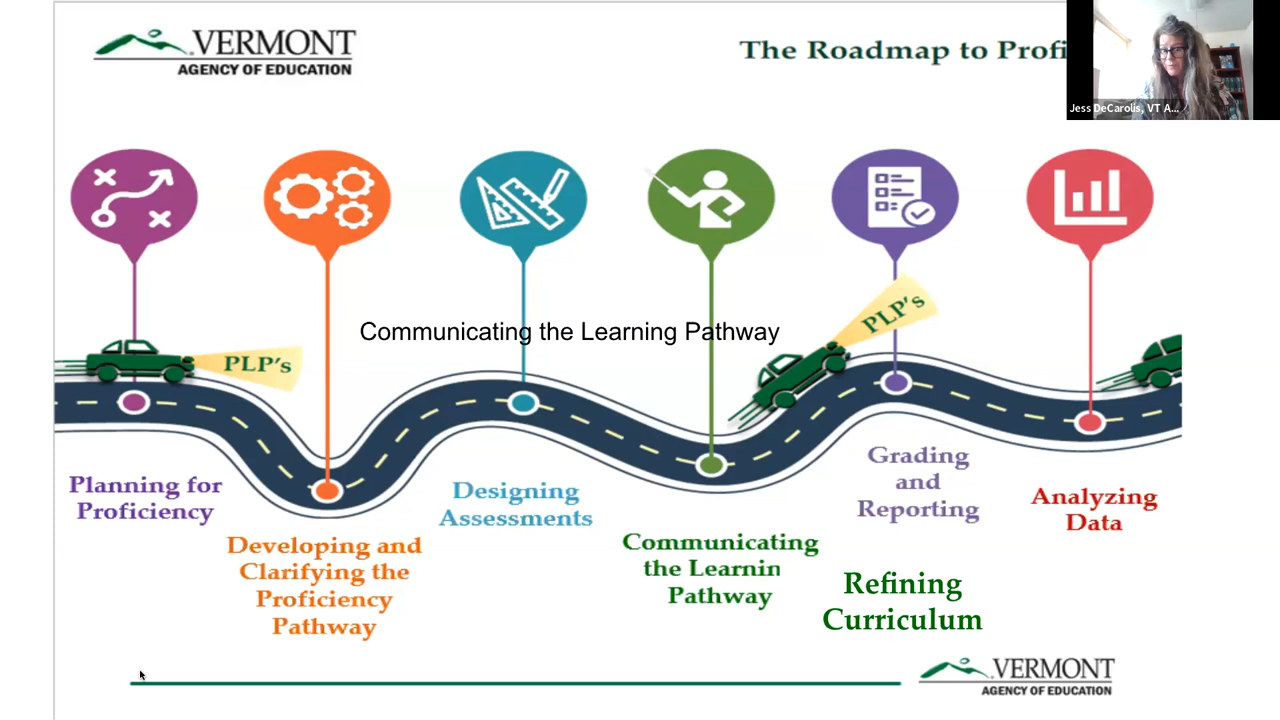 VERMONT
AGENCY OF EDUCATION
The Roadmap to Profi
Jess DeCarolis, VT A...
PLP's
Communicating the Learning Pathway
PLP's
Planning for
Proficiency
Developing and
Clarifying the
Proficiency
Pathway
Designing
Assessments
Communicating
the Learnin
Pathway
Grading
and
Reporting
Refining
Curriculum
Analyzing
Data
VERMONT
AGENCY OF EDUCATION